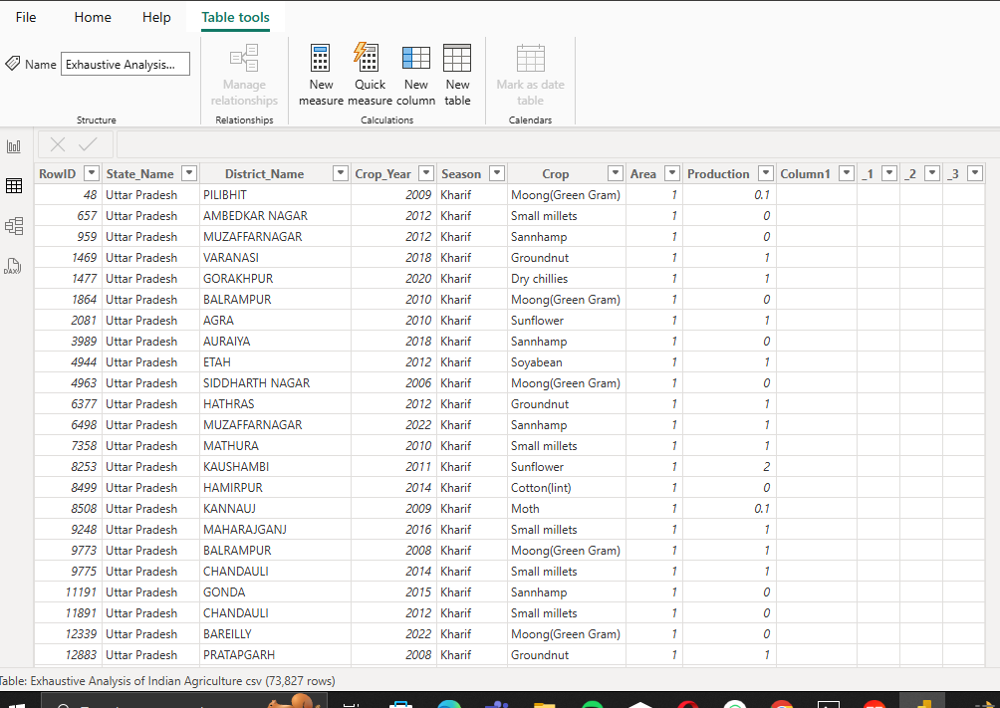 File Home Help Table tools
Name Exhaustive Analysis...
Manage relationships
New measure
Quick measure
New column
New table
Mark as date table
Structure Relationships Calculations Calendars
RowID State_Name District_Name Crop_Year Season Crop Area Production Column1 _1 _2 _3
48 Uttar Pradesh PILIBHIT 2009 Kharif Moong(Green Gram) 1 0.1
657 Uttar Pradesh AMBEDKAR NAGAR 2012 Kharif Small millets 1 0
959 Uttar Pradesh MUZAFFARNAGAR 2012 Kharif Sannhamp 1 0
1469 Uttar Pradesh VARANASI 2018 Kharif Groundnut 1 1
1477 Uttar Pradesh GORAKHPUR 2020 Kharif Dry chillies 1 1
1864 Uttar Pradesh BALRAMPUR 2010 Kharif Moong(Green Gram) 1 0
2081 Uttar Pradesh AGRA 2010 Kharif Sunflower 1 1
3989 Uttar Pradesh AURAIYA 2018 Kharif Sannhamp 1 0
4944 Uttar Pradesh ETAH 2012 Kharif Soyabean 1 1
4963 Uttar Pradesh SIDDHARTH NAGAR 2006 Kharif Moong(Green Gram) 1 0
6377 Uttar Pradesh HATHRAS 2012 Kharif Groundnut 1 1
6498 Uttar Pradesh MUZAFFARNAGAR 2022 Kharif Sannhamp 1 1
7358 Uttar Pradesh MATHURA 2010 Kharif Small millets 1 1
8253 Uttar Pradesh KAUSHAMBI 2011 Kharif Sunflower 1 2
8499 Uttar Pradesh HAMIRPUR 2014 Kharif Cotton(lint) 1 0
8508 Uttar Pradesh KANNAUJ 2009 Kharif Moth 1 0.1
9248 Uttar Pradesh MAHARAJGANJ 2016 Kharif Small millets 1 1
9773 Uttar Pradesh BALRAMPUR 2008 Kharif Moong(Green Gram) 1 1
9775 Uttar Pradesh CHANDAULI 2014 Kharif Small millets 1 1
11191 Uttar Pradesh GONDA 2015 Kharif Sannhamp 1 0
11891 Uttar Pradesh CHANDAULI 2012 Kharif Small millets 1 0
12339 Uttar Pradesh BAREILLY 2022 Kharif Moong(Green Gram) 1 0
12883 Uttar Pradesh PRATAPGARH 2008 Kharif Groundnut 1 1
DAX
Table: Exhaustive Analysis of Indian Agriculture csv (73,827 rows)